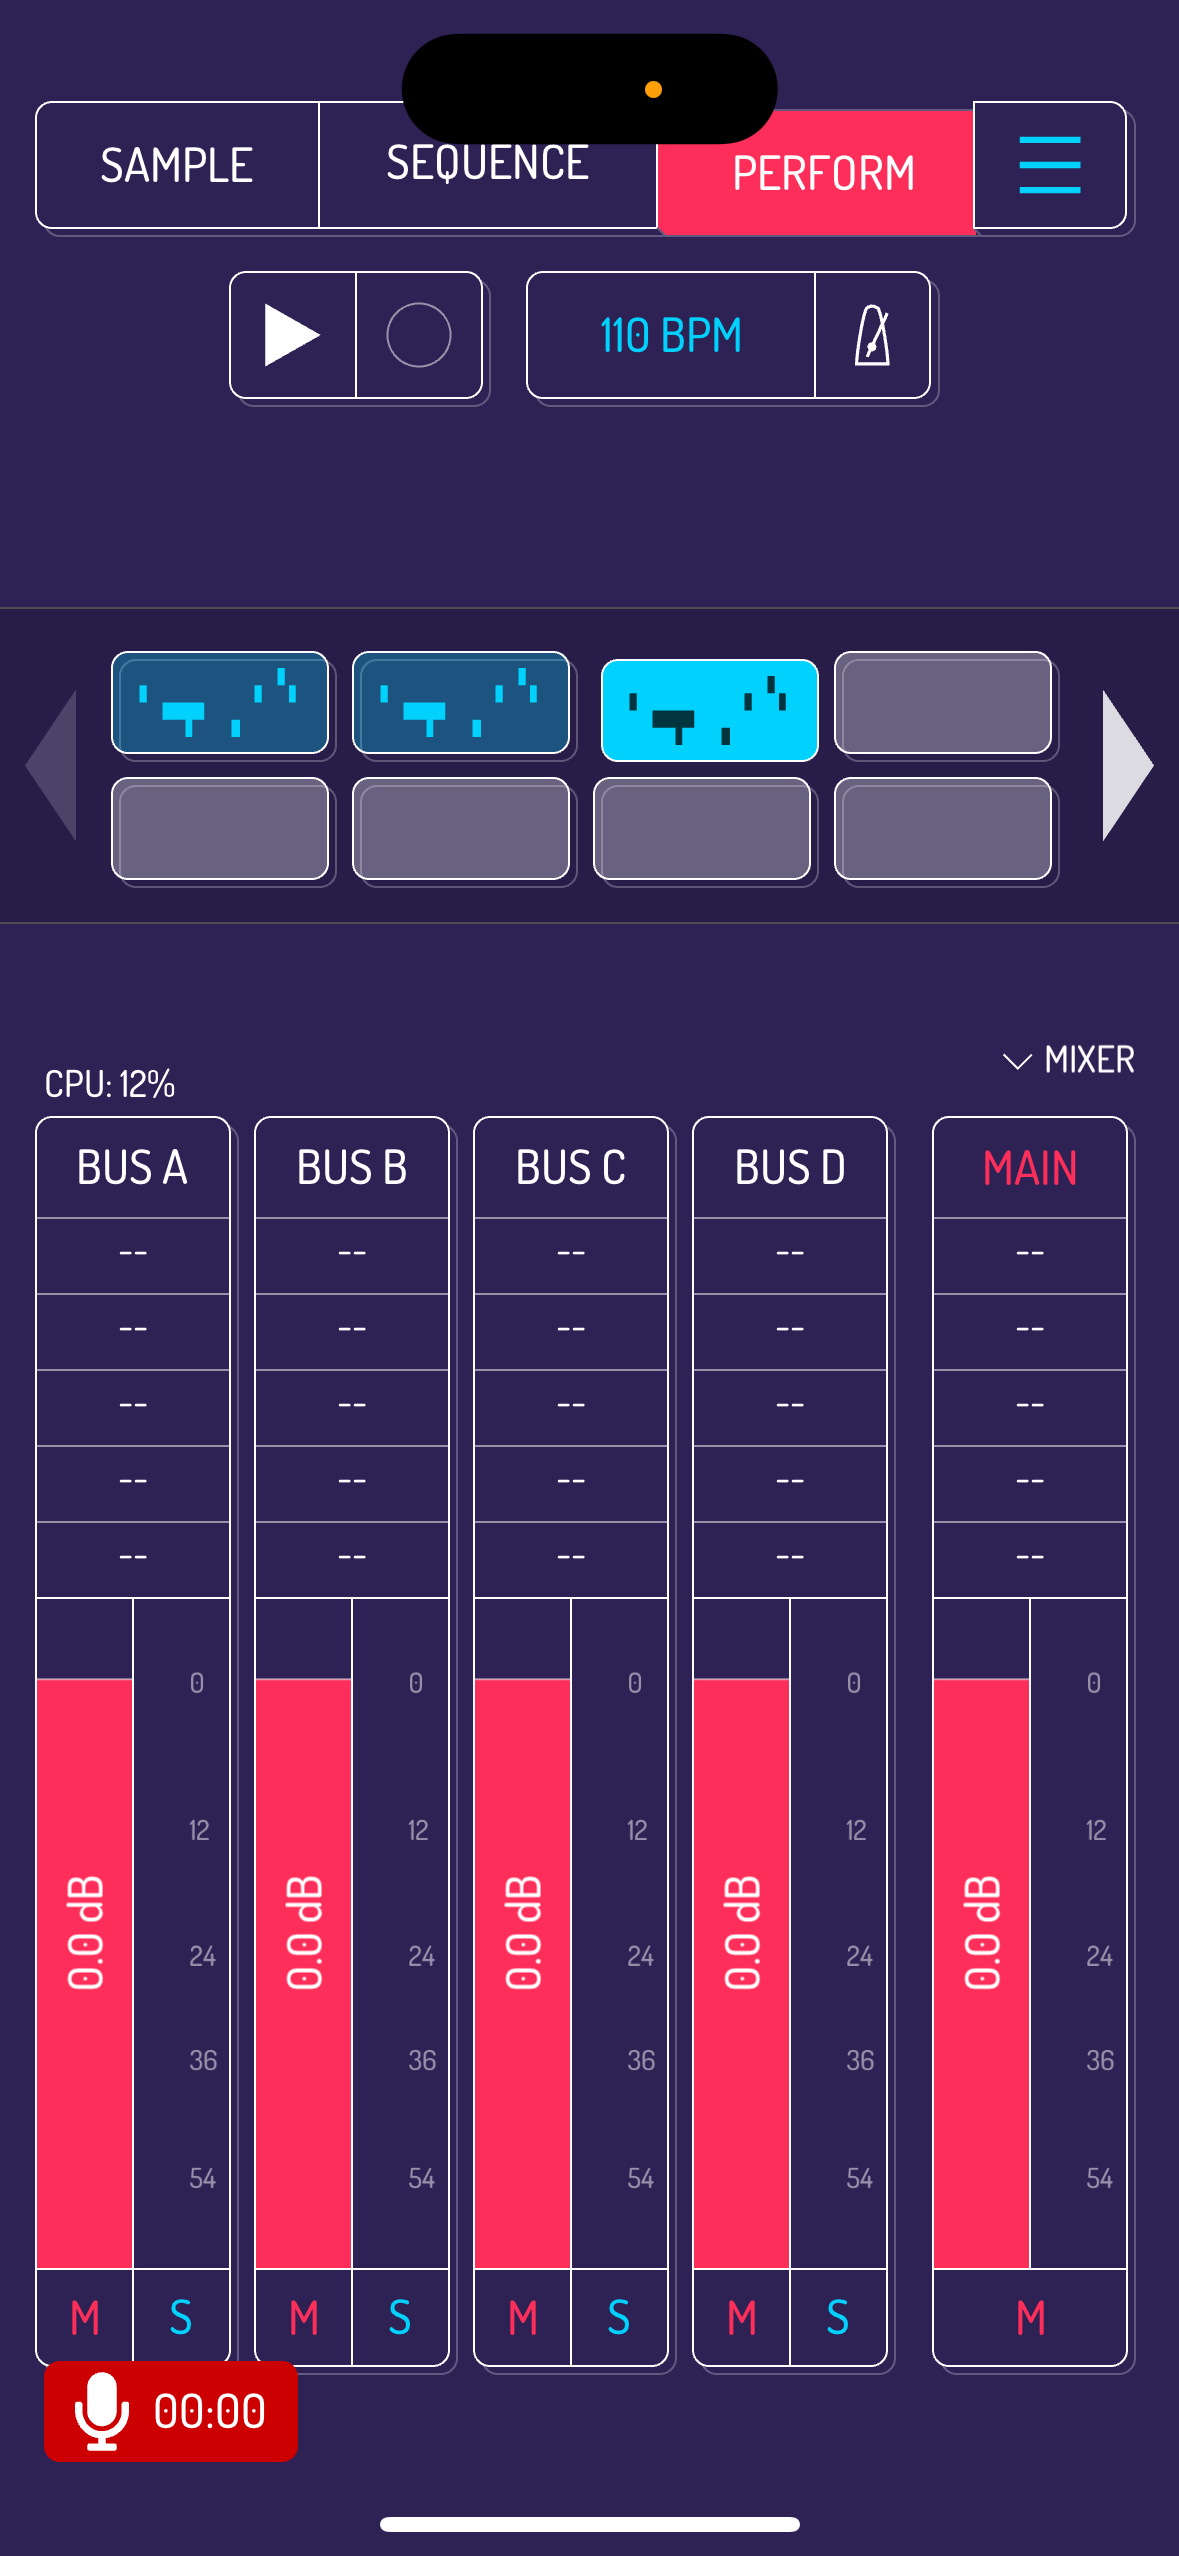 SAMPLE SEQUENCE PERFORM
110 BPM
MIXER
CPU: 12%
BUS A BUS B BUS C BUS D MAIN
-- -- -- -- --
-- -- -- -- --
-- -- -- -- --
-- -- -- -- --
-- -- -- -- --
0 0 0 0 0
12 12 12 12 12
0.0 dB 0.0 dB 0.0 dB 0.0 dB 0.0 dB
24 24 24 24 24
36 36 36 36 36
54 54 54 54 54
M S M S M S M S M
00:00